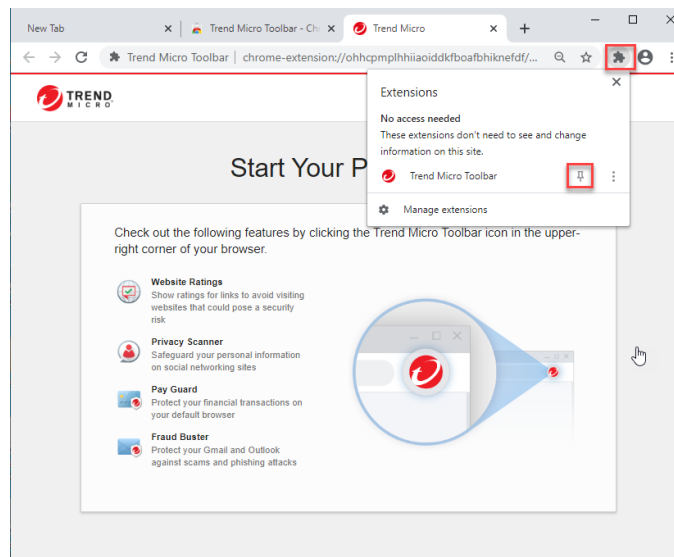 New Tab
Trend Micro Toolbar - Ch
Trend Micro
Trend Micro Toolbar | chrome-extension://ohhcpmplhhiiaoiddkfboafbhiknefdf/...
TREND
MICRO
Extensions
No access needed
These extensions don't need to see and change
information on this site.
Trend Micro Toolbar
Manage extensions
Start Your P
Check out the following features by clicking the Trend Micro Toolbar icon in the upper-
right corner of your browser.
Website Ratings
Show ratings for links to avoid visiting
websites that could pose a security
risk
Privacy Scanner
Safeguard your personal information
on social networking sites
Pay Guard
Protect your financial transactions on
your default browser
Fraud Buster
Protect your Gmail and Outlook
against scams and phishing attacks